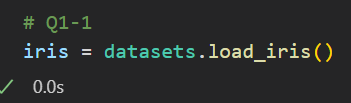 # Q1-1
iris = datasets.load_iris()
✓ 0.0s